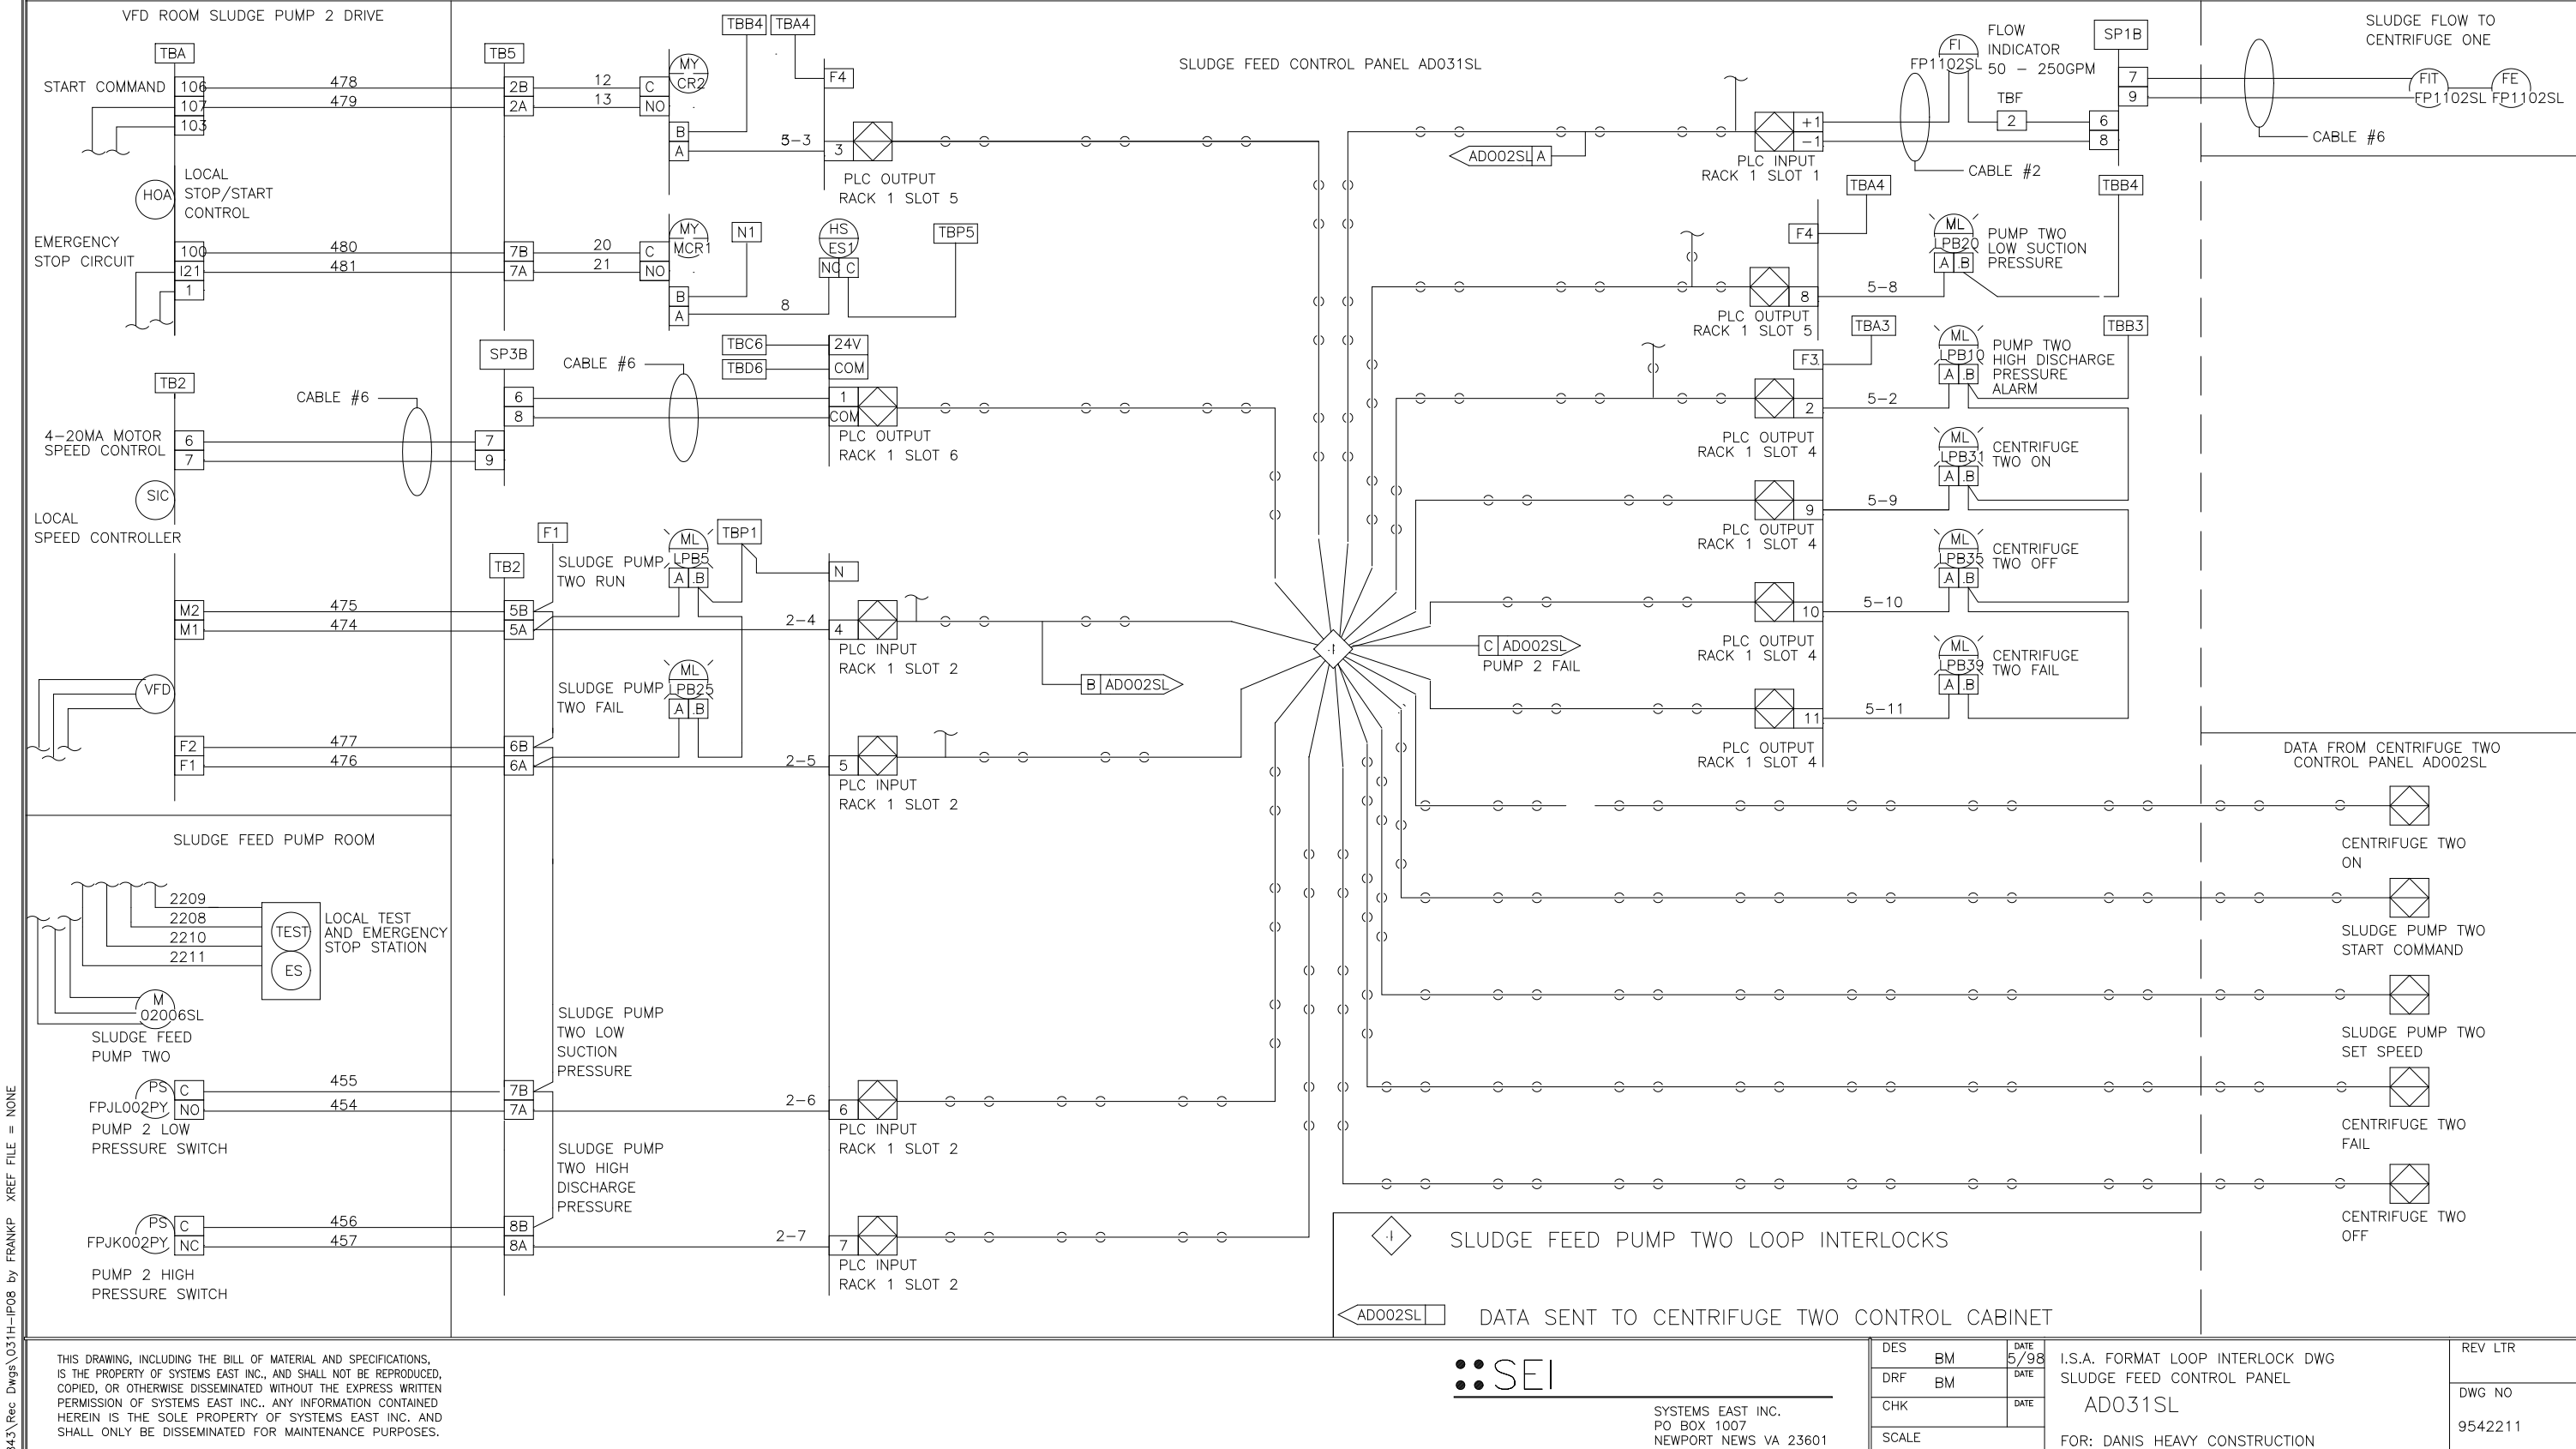 VFD ROOM SLUDGE PUMP 2 DRIVE
TBA
START COMMAND
106
107
103
478
479
HOA
LOCAL
STOP/START
CONTROL
EMERGENCY
STOP CIRCUIT
100
I21
1
480
481
TB2
CABLE #6
4-20MA MOTOR
SPEED CONTROL
6
7
SIC
LOCAL
SPEED CONTROLLER
M2
M1
475
474
VFD
F2
F1
477
476
SLUDGE FEED PUMP ROOM
2209
2208
2210
2211
TEST
ES
LOCAL TEST
AND EMERGENCY
STOP STATION
M
02006SL
SLUDGE FEED
PUMP TWO
PS
FPJL002PY
C
NO
455
454
PUMP 2 LOW
PRESSURE SWITCH
PS
FPJK002PY
C
NC
456
457
PUMP 2 HIGH
PRESSURE SWITCH
SLUDGE FEED CONTROL PANEL AD031SL
TB5
2B
2A
12
13
C
NO
MY
CR2
B
A
TBB4
TBA4
F4
5-3
3
PLC OUTPUT
RACK 1 SLOT 5
7B
7A
20
21
C
NO
MY
MCR1
B
A
N1
HS
ES1
NO C
TBP5
8
SP3B
CABLE #6
6
8
7
9
TBC6
TBD6
24V
COM
1
COM
PLC OUTPUT
RACK 1 SLOT 6
F1
TB2
SLUDGE PUMP
TWO RUN
ML
LPB5
A .B
TBP1
N
5B
5A
2-4
4
PLC INPUT
RACK 1 SLOT 2
B AD002SL
SLUDGE PUMP
TWO FAIL
ML
LPB25
A .B
6B
6A
2-5
5
PLC INPUT
RACK 1 SLOT 2
SLUDGE PUMP
TWO LOW
SUCTION
PRESSURE
7B
7A
2-6
6
PLC INPUT
RACK 1 SLOT 2
SLUDGE PUMP
TWO HIGH
DISCHARGE
PRESSURE
8B
8A
2-7
7
PLC INPUT
RACK 1 SLOT 2
AD002SL A
+1
-1
PLC INPUT
RACK 1 SLOT 1
FI
FP1102SL
FLOW
INDICATOR
50 - 250GPM
TBF
2
SP1B
7
9
6
8
CABLE #2
TBA4
TBB4
F4
8
5-8
PLC OUTPUT
RACK 1 SLOT 5
ML
LPB20
A .B
PUMP TWO
LOW SUCTION
PRESSURE
TBA3
TBB3
F3
2
5-2
PLC OUTPUT
RACK 1 SLOT 4
ML
LPB10
A .B
PUMP TWO
HIGH DISCHARGE
PRESSURE
ALARM
9
5-9
PLC OUTPUT
RACK 1 SLOT 4
ML
LPB31
A .B
CENTRIFUGE
TWO ON
10
5-10
PLC OUTPUT
RACK 1 SLOT 4
ML
LPB35
A .B
CENTRIFUGE
TWO OFF
11
5-11
PLC OUTPUT
RACK 1 SLOT 4
ML
LPB39
A .B
CENTRIFUGE
TWO FAIL
I
C AD002SL
PUMP 2 FAIL
SLUDGE FLOW TO
CENTRIFUGE ONE
FIT
FP1102SL
FE
FP1102SL
CABLE #6
DATA FROM CENTRIFUGE TWO
CONTROL PANEL AD002SL
CENTRIFUGE TWO
ON
SLUDGE PUMP TWO
START COMMAND
SLUDGE PUMP TWO
SET SPEED
CENTRIFUGE TWO
FAIL
CENTRIFUGE TWO
OFF
I
SLUDGE FEED PUMP TWO LOOP INTERLOCKS
AD002SL
DATA SENT TO CENTRIFUGE TWO CONTROL CABINET
THIS DRAWING, INCLUDING THE BILL OF MATERIAL AND SPECIFICATIONS,
IS THE PROPERTY OF SYSTEMS EAST INC., AND SHALL NOT BE REPRODUCED,
COPIED, OR OTHERWISE DISSEMINATED WITHOUT THE EXPRESS WRITTEN
PERMISSION OF SYSTEMS EAST INC.. ANY INFORMATION CONTAINED
HEREIN IS THE SOLE PROPERTY OF SYSTEMS EAST INC. AND
SHALL ONLY BE DISSEMINATED FOR MAINTENANCE PURPOSES.
SEI
SYSTEMS EAST INC.
PO BOX 1007
NEWPORT NEWS VA 23601
DES
BM
DATE
5/98
DRF
BM
DATE
CHK
DATE
SCALE
I.S.A. FORMAT LOOP INTERLOCK DWG
SLUDGE FEED CONTROL PANEL
AD031SL
FOR: DANIS HEAVY CONSTRUCTION
REV LTR
DWG NO
9542211
843\Rec Dwgs\031H-IP08 by FRANKP XREF FILE = NONE